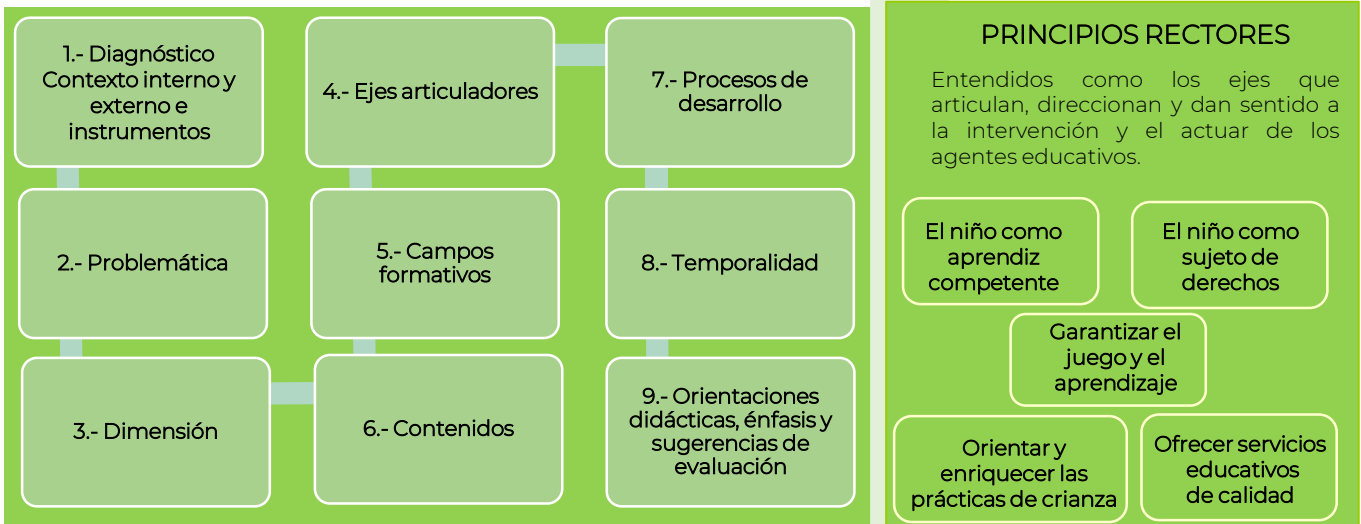 1.- Diagnóstico
Contexto interno y
externo e
instrumentos
2.- Problemática
3.- Dimensión
4.- Ejes articuladores
5.- Campos
formativos
6.- Contenidos
7.- Procesos de
desarrollo
8.- Temporalidad
9.- Orientaciones
didácticas, énfasis y
sugerencias de
evaluación
PRINCIPIOS RECTORES
Entendidos como los ejes que
articulan, direccionan y dan sentido a
la intervención y el actuar de los
agentes educativos.
El niño como
aprendiz
competente
El niño como
sujeto de
derechos
Garantizar el
juego y el
aprendizaje
Orientar y
enriquecer las
prácticas de crianza
Ofrecer servicios
educativos
de calidad